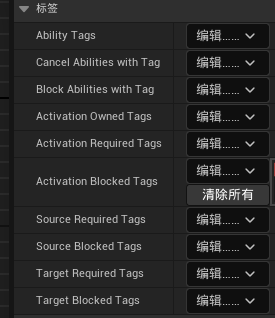 标签
Ability Tags 编辑......
Cancel Abilities with Tag 编辑......
Block Abilities with Tag 编辑......
Activation Owned Tags 编辑......
Activation Required Tags 编辑......
Activation Blocked Tags 编辑......
清除所有
Source Required Tags 编辑......
Source Blocked Tags 编辑......
Target Required Tags 编辑......
Target Blocked Tags 编辑......